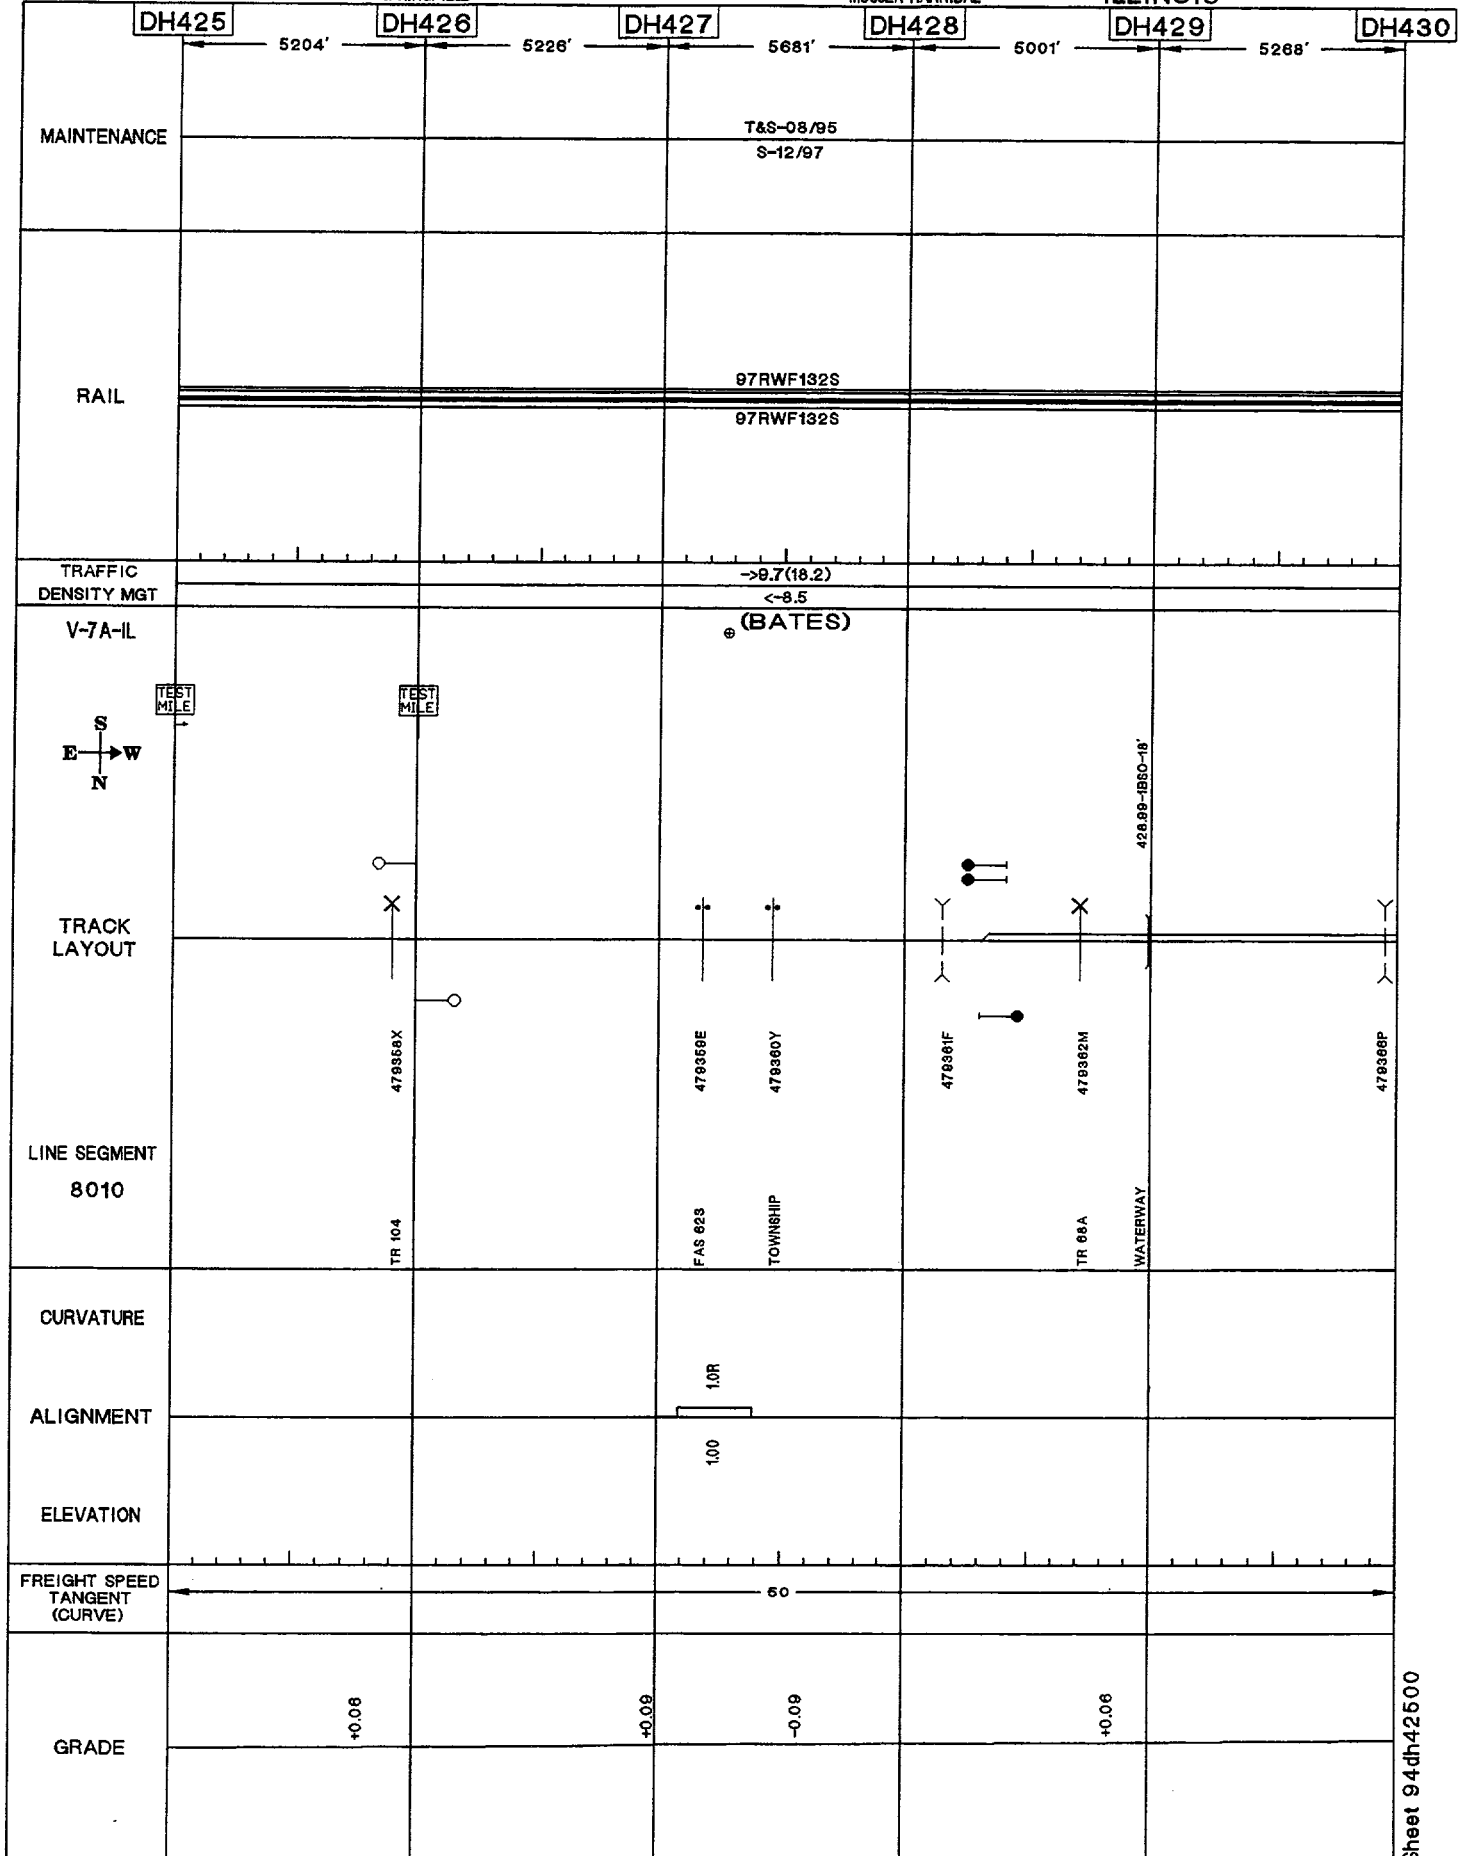 ILLINOIS
DH425 DH426 DH427 DH428 DH429 DH430
5204' 5226' 5681' 5001' 5268'
MAINTENANCE
T&S-08/95
S-12/97
RAIL
97RWF132S
97RWF132S
TRAFFIC
DENSITY MGT
->9.7(18.2)
<-8.5
V-7A-IL
(BATES)
TEST
MILE
TEST
MILE
S
E W
N
428.99-1BSO-18'
TRACK
LAYOUT
479358X
479359E
479360Y
479361F
479362M
479366P
LINE SEGMENT
8010
TR 104
FAS 623
TOWNSHIP
TR 68A
WATERWAY
CURVATURE
1.0R
ALIGNMENT
1.00
ELEVATION
FREIGHT SPEED
TANGENT
(CURVE)
60
GRADE
+0.06
+0.09
-0.09
+0.06
Sheet 94dh42500